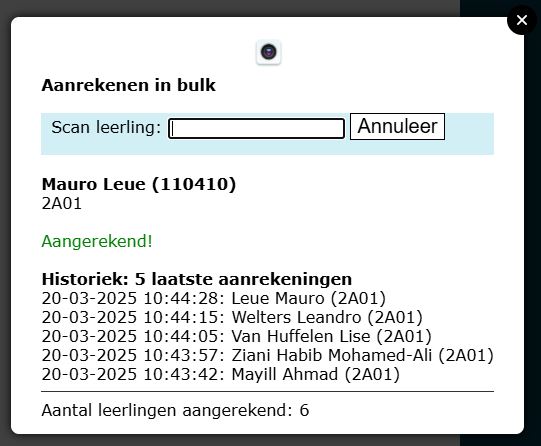 Aanrekenen in bulk
Scan leerling: Annuleer
Mauro Leue (110410)
2A01
Aangerekend!
Historiek: 5 laatste aanrekeningen
20-03-2025 10:44:28: Leue Mauro (2A01)
20-03-2025 10:44:15: Welters Leandro (2A01)
20-03-2025 10:44:05: Van Huffelen Lise (2A01)
20-03-2025 10:43:57: Ziani Habib Mohamed-Ali (2A01)
20-03-2025 10:43:42: Mayill Ahmad (2A01)
Aantal leerlingen aangerekend: 6